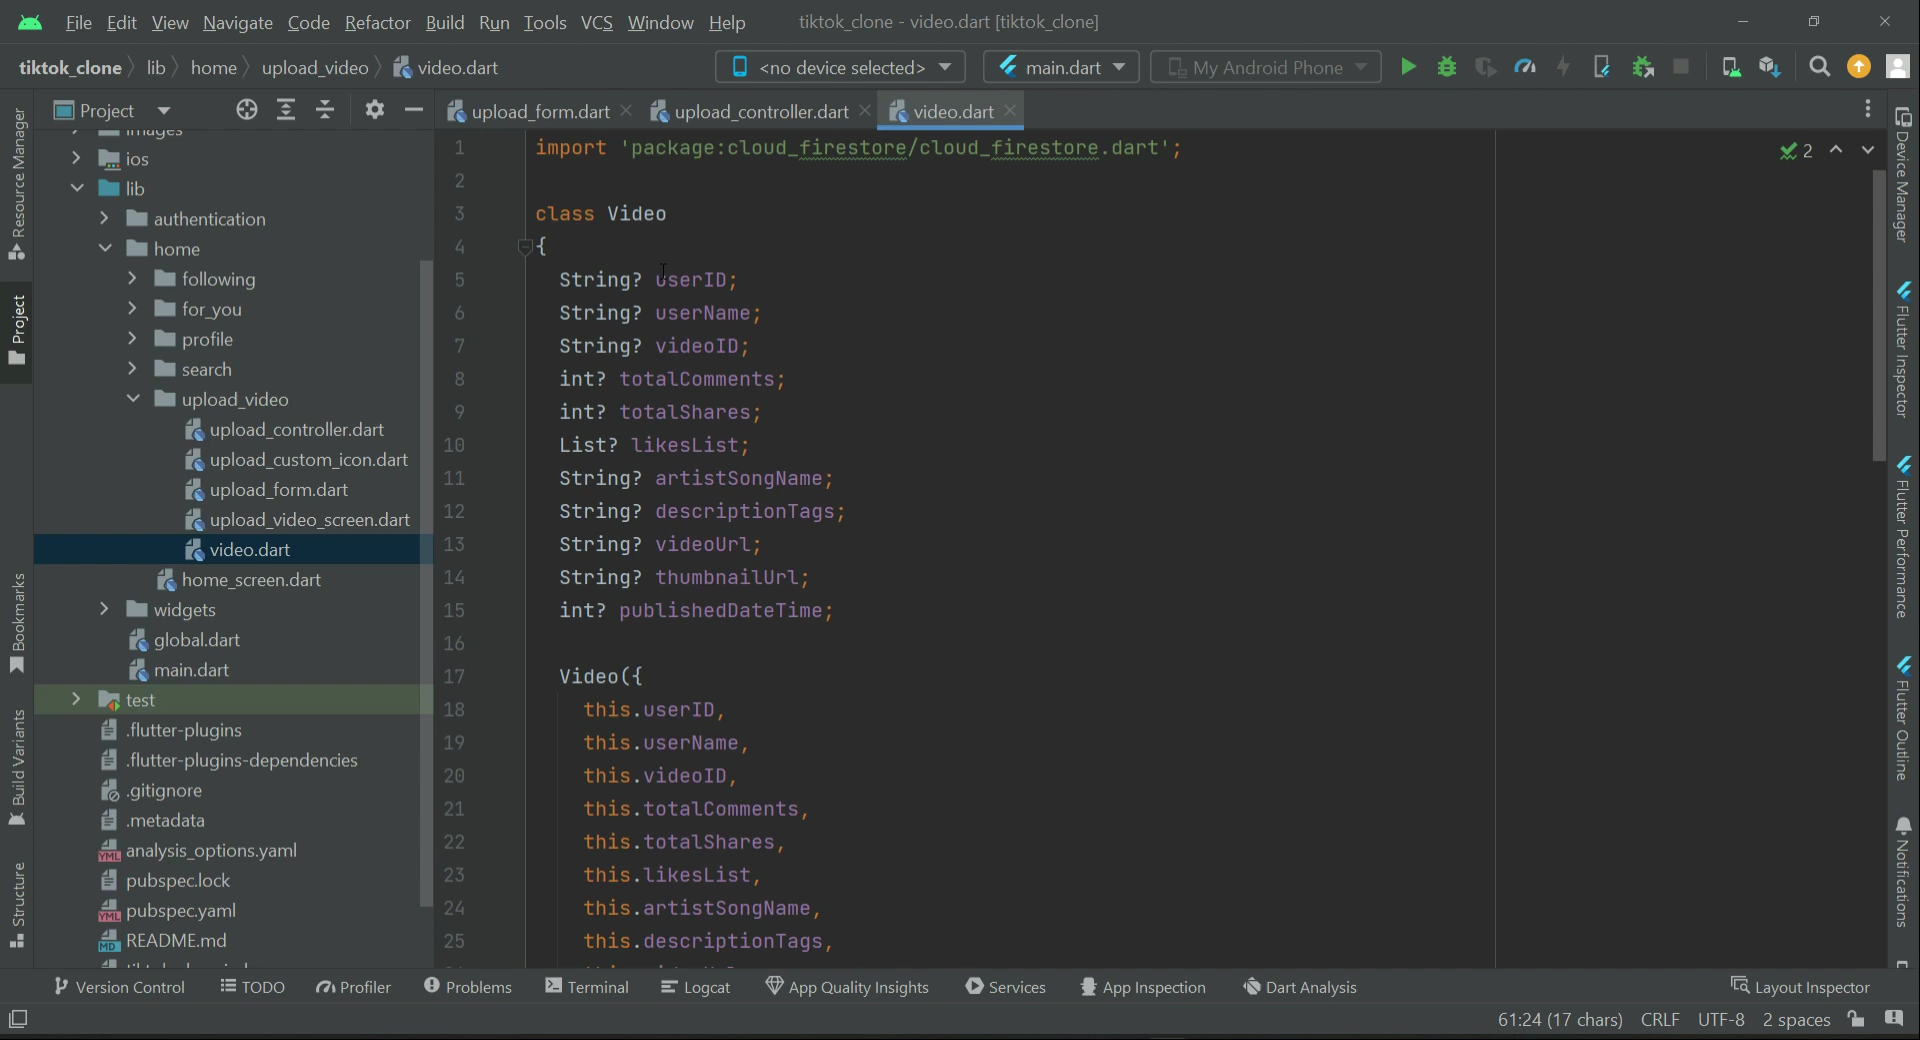 File Edit View Navigate Code Refactor Build Run Tools VCS Window Help tiktok_clone - video.dart [tiktok_clone]
tiktok_clone lib home upload_video video.dart <no device selected> main.dart My Android Phone
Project upload_form.dart upload_controller.dart video.dart
images
ios
lib
authentication
home
following
for_you
profile
search
upload_video
upload_controller.dart
upload_custom_icon.dart
upload_form.dart
upload_video_screen.dart
video.dart
home_screen.dart
widgets
global.dart
main.dart
test
.flutter-plugins
.flutter-plugins-dependencies
.gitignore
.metadata
analysis_options.yaml
pubspec.lock
pubspec.yaml
README.md
1 import 'package:cloud_firestore/cloud_firestore.dart';
2
3 class Video
4 {
5 String? userID;
6 String? userName;
7 String? videoID;
8 int? totalComments;
9 int? totalShares;
10 List? likesList;
11 String? artistSongName;
12 String? descriptionTags;
13 String? videoUrl;
14 String? thumbnailUrl;
15 int? publishedDateTime;
16
17 Video({
18 this.userID,
19 this.userName,
20 this.videoID,
21 this.totalComments,
22 this.totalShares,
23 this.likesList,
24 this.artistSongName,
25 this.descriptionTags,
2
Resource Manager
Project
Bookmarks
Build Variants
Structure
Device Manager
Flutter Inspector
Flutter Performance
Flutter Outline
Notifications
Version Control TODO Profiler Problems Terminal Logcat App Quality Insights Services App Inspection Dart Analysis Layout Inspector
61:24 (17 chars) CRLF UTF-8 2 spaces